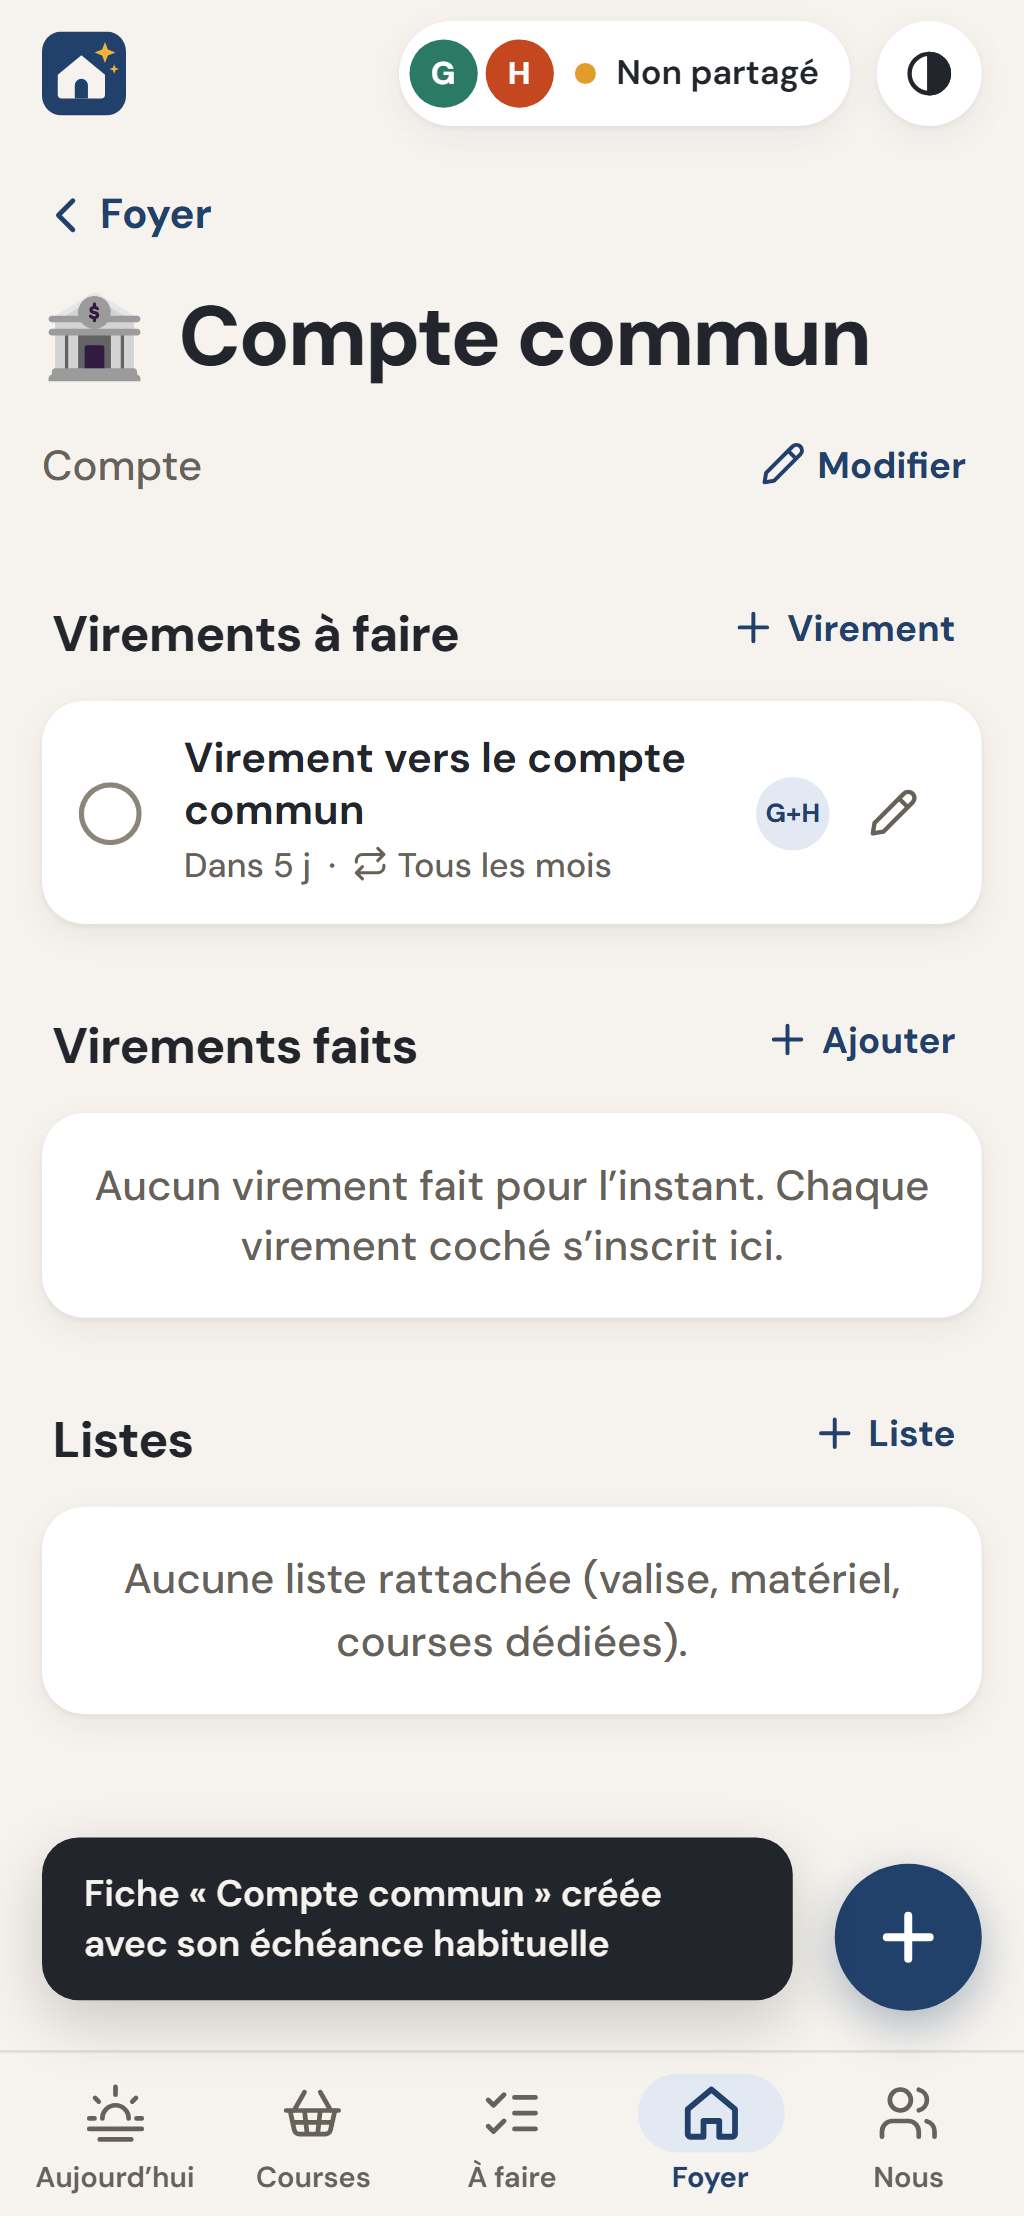 G H Non partagé
Foyer
$
Compte commun
Compte
Modifier
Virements à faire
+ Virement
Virement vers le compte
commun
Dans 5 j · Tous les mois
G+H
Virements faits
+ Ajouter
Aucun virement fait pour l’instant. Chaque
virement coché s’inscrit ici.
Listes
+ Liste
Aucune liste rattachée (valise, matériel,
courses dédiées).
Fiche « Compte commun » créée
avec son échéance habituelle
Aujourd’hui
Courses
À faire
Foyer
Nous